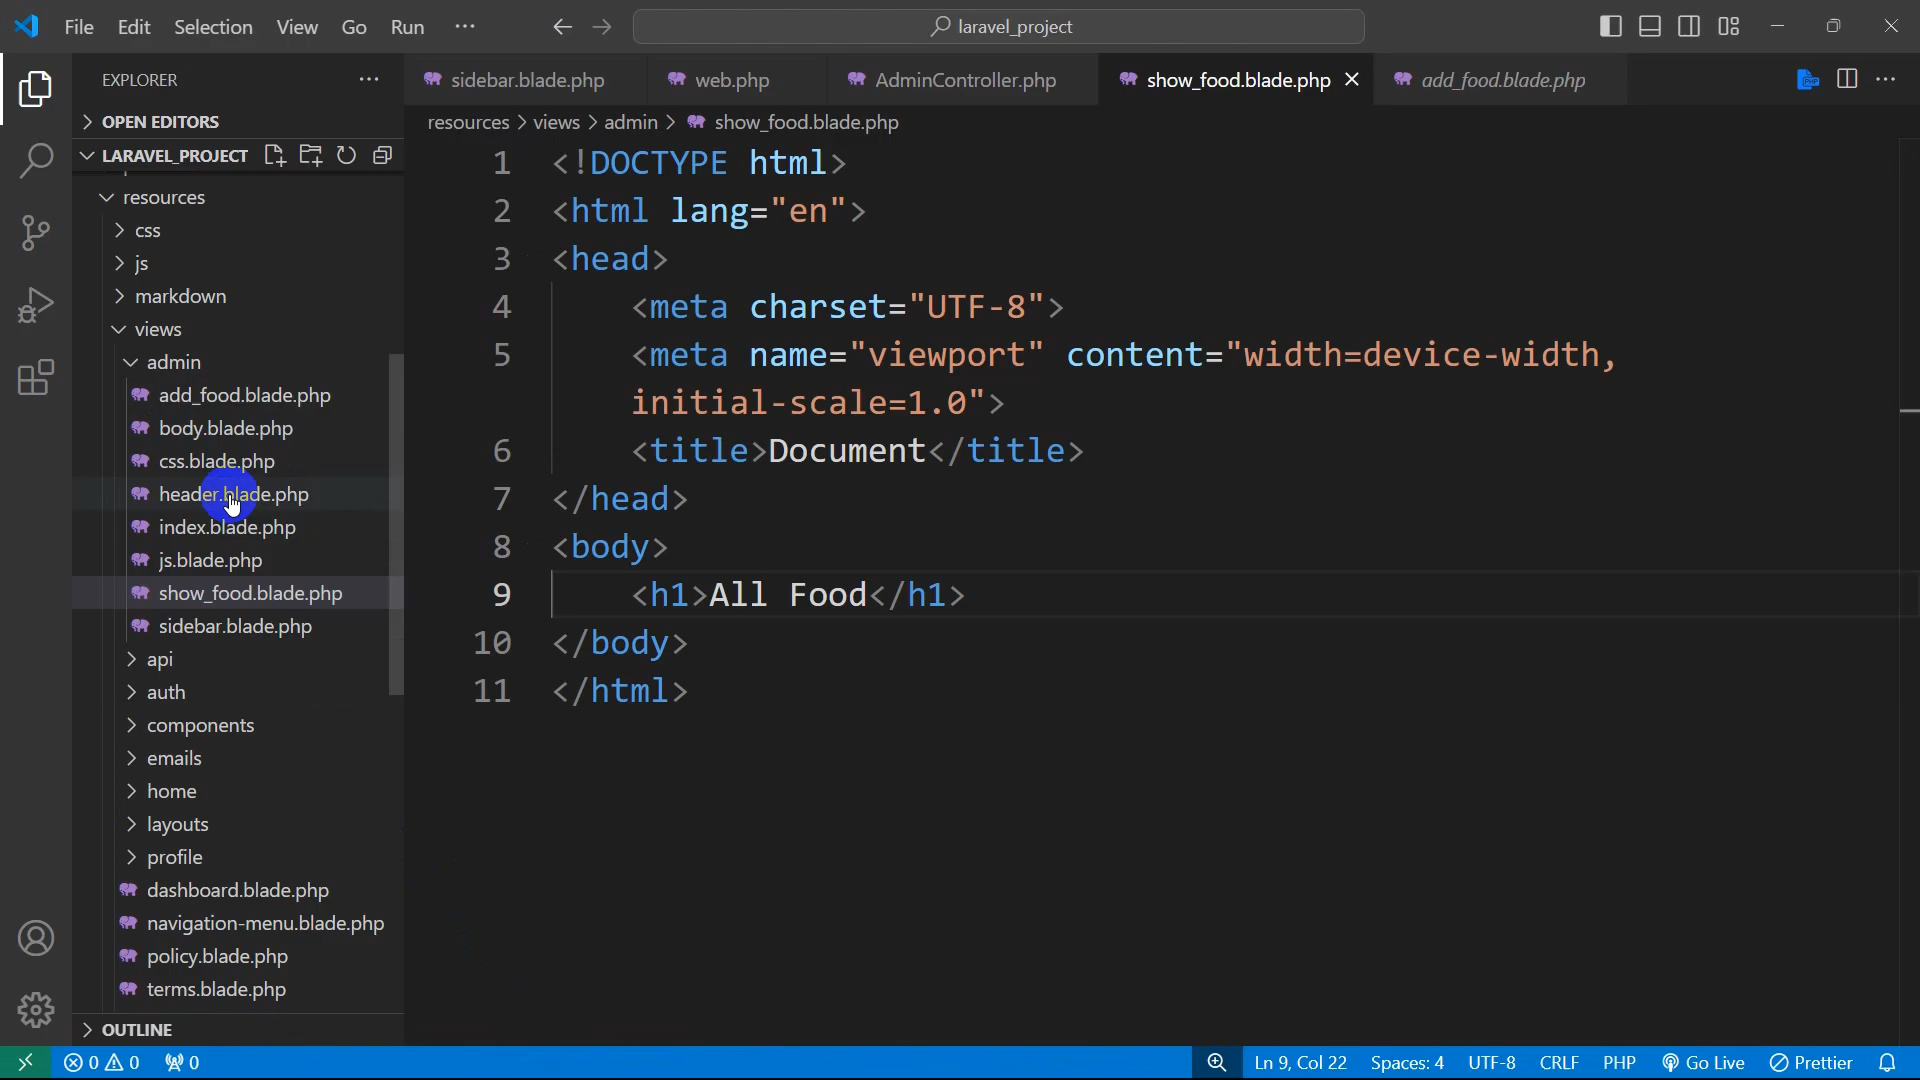 File Edit Selection View Go Run ··· laravel_project
EXPLORER ···
OPEN EDITORS
LARAVEL_PROJECT
resources
css
js
markdown
views
admin
add_food.blade.php
body.blade.php
css.blade.php
header.blade.php
index.blade.php
js.blade.php
show_food.blade.php
sidebar.blade.php
api
auth
components
emails
home
layouts
profile
dashboard.blade.php
navigation-menu.blade.php
policy.blade.php
terms.blade.php
OUTLINE
sidebar.blade.php web.php AdminController.php show_food.blade.php add_food.blade.php
resources > views > admin > show_food.blade.php
1 <!DOCTYPE html>
2 <html lang="en">
3 <head>
4 <meta charset="UTF-8">
5 <meta name="viewport" content="width=device-width,
initial-scale=1.0">
6 <title>Document</title>
7 </head>
8 <body>
9 <h1>All Food</h1>
10 </body>
11 </html>
0 0 0 Ln 9, Col 22 Spaces: 4 UTF-8 CRLF PHP Go Live Prettier